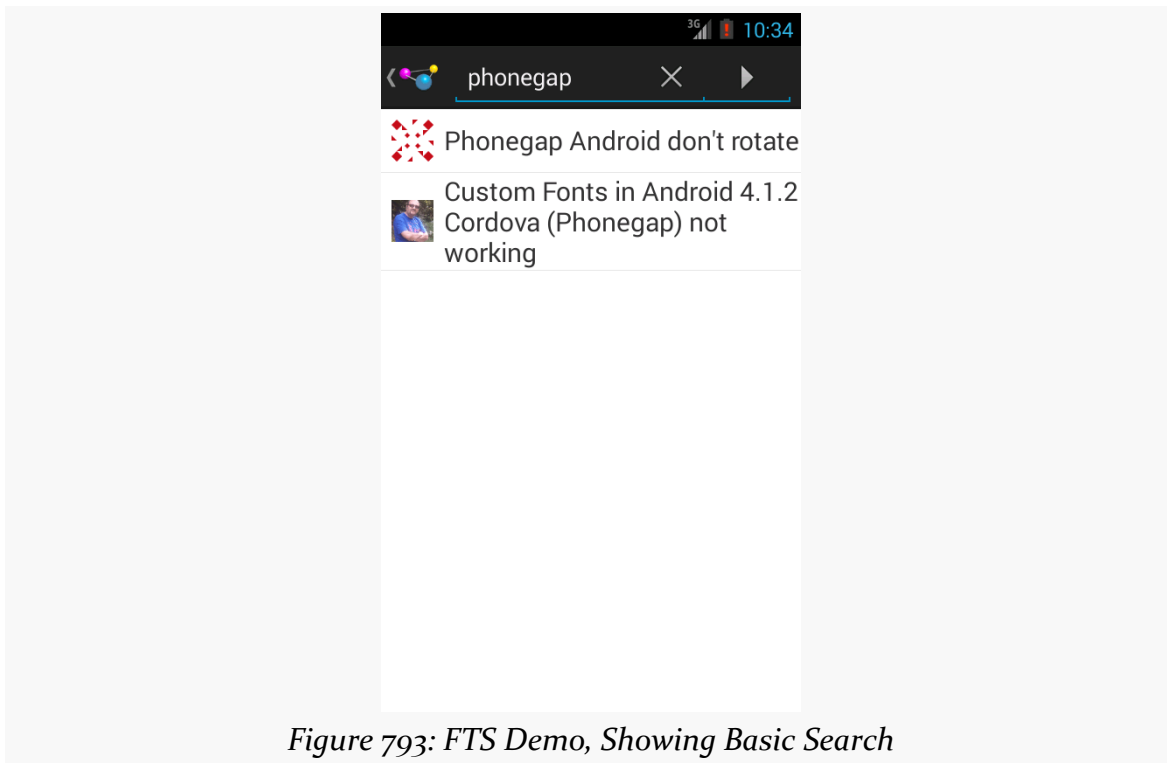 3G 10:34
phonegap
Phonegap Android don't rotate
Custom Fonts in Android 4.1.2
Cordova (Phonegap) not
working
Figure 793: FTS Demo, Showing Basic Search